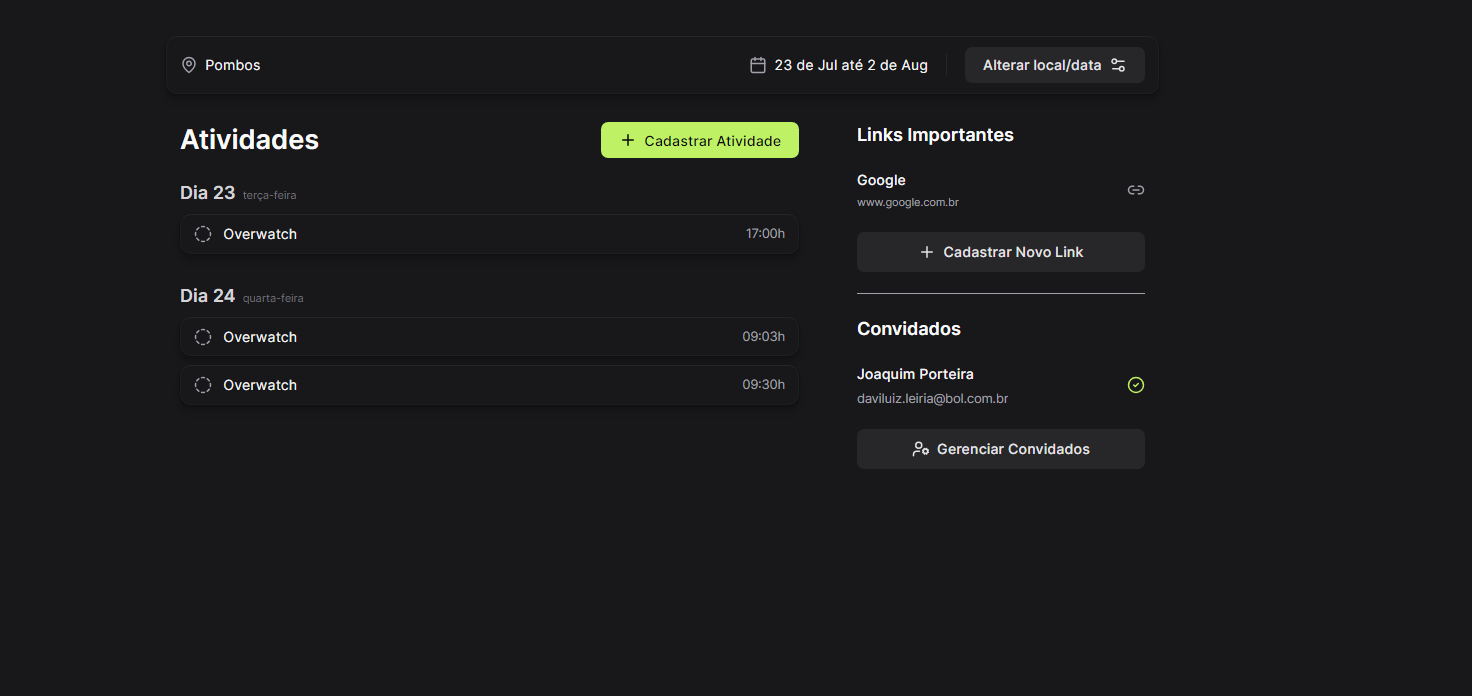 Pombos
23 de Jul até 2 de Aug
Alterar local/data
Atividades
Cadastrar Atividade
Dia 23 terça-feira
Overwatch 17:00h
Dia 24 quarta-feira
Overwatch 09:03h
Overwatch 09:30h
Links Importantes
Google
www.google.com.br
Cadastrar Novo Link
Convidados
Joaquim Porteira
daviluiz.leiria@bol.com.br
Gerenciar Convidados